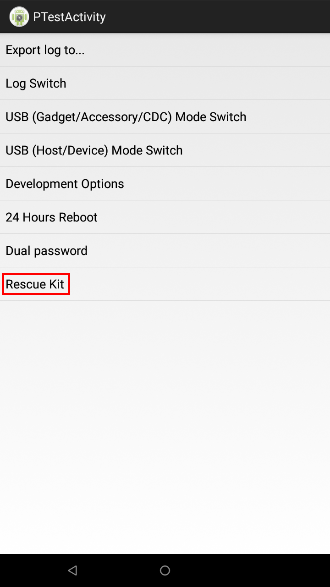 PTestActivity
Export log to...
Log Switch
USB (Gadget/Accessory/CDC) Mode Switch
USB (Host/Device) Mode Switch
Development Options
24 Hours Reboot
Dual password
Rescue Kit